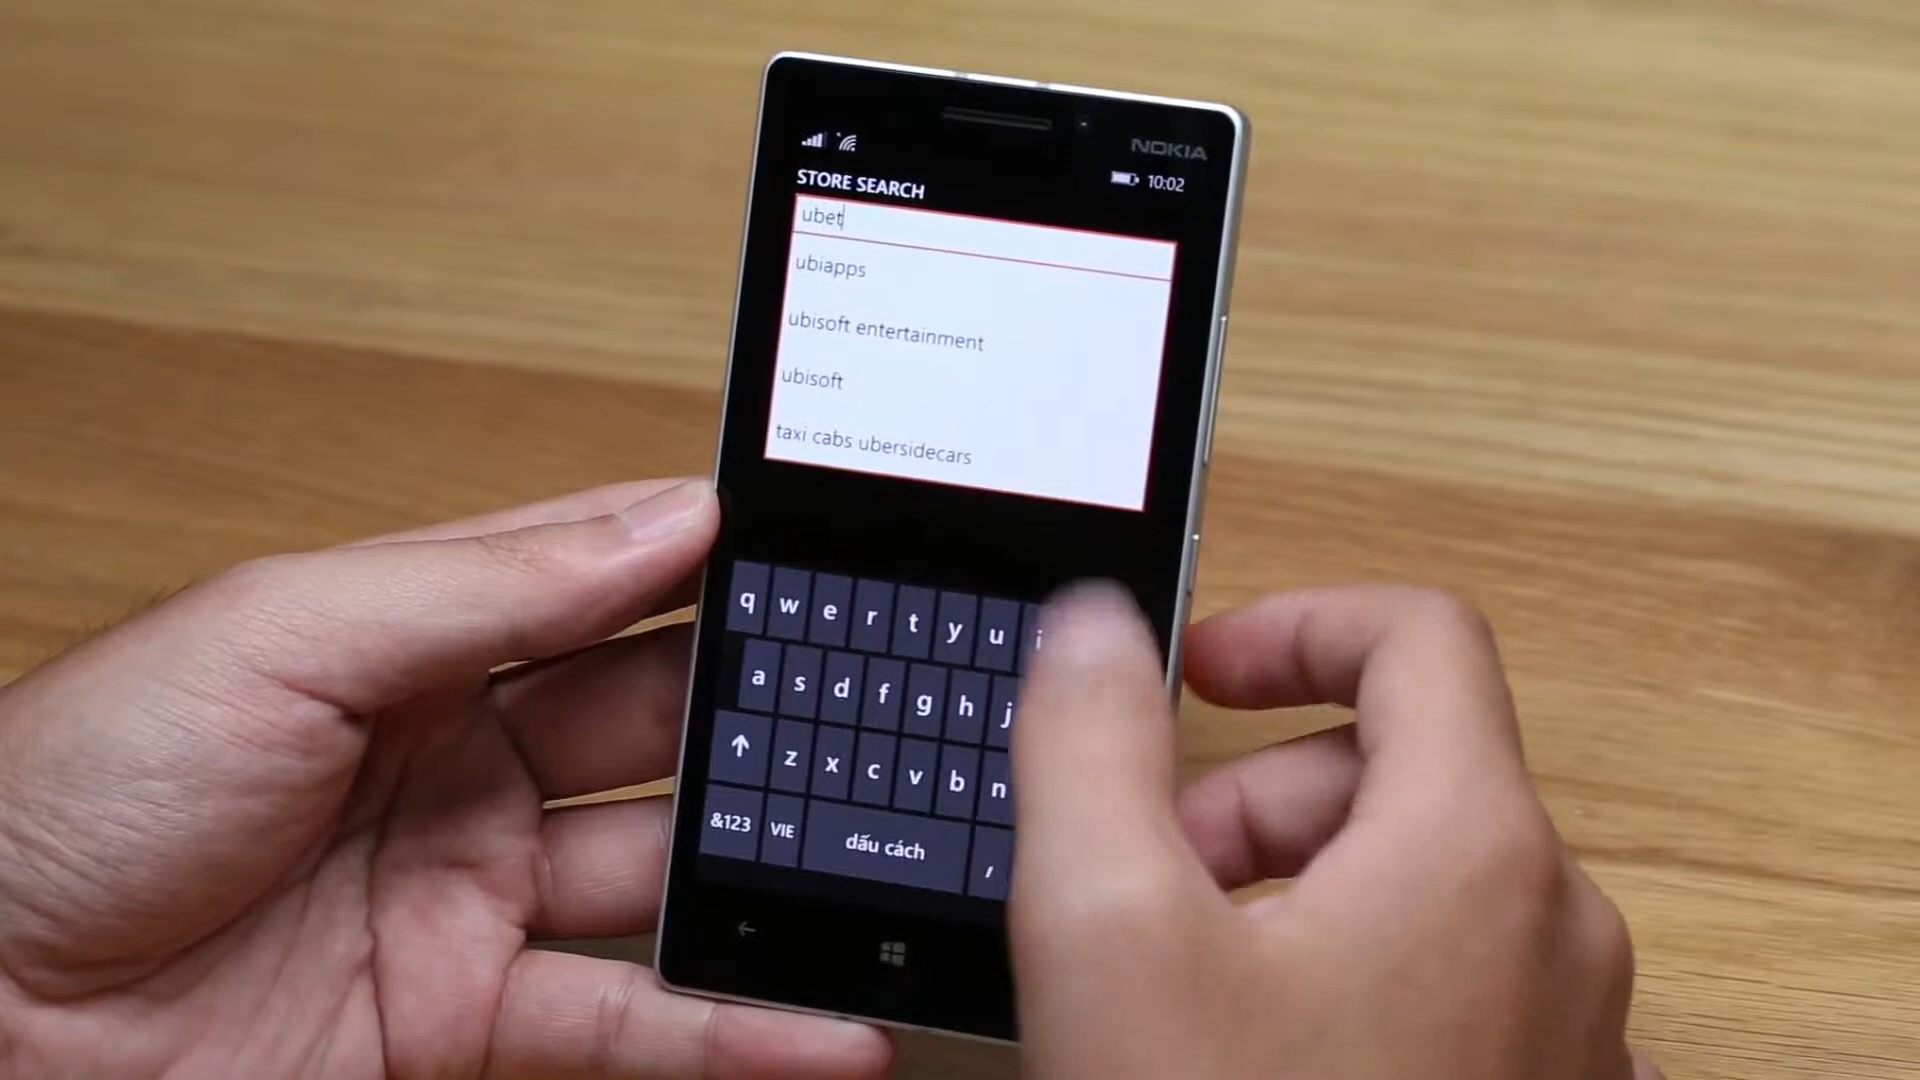 NOKIA
10:02
STORE SEARCH
ubet
ubiapps
ubisoft entertainment
ubisoft
taxi cabs ubersidecars
q w e r t y u i
a s d f g h j
z x c v b n
&123 VIE dấu cách ,